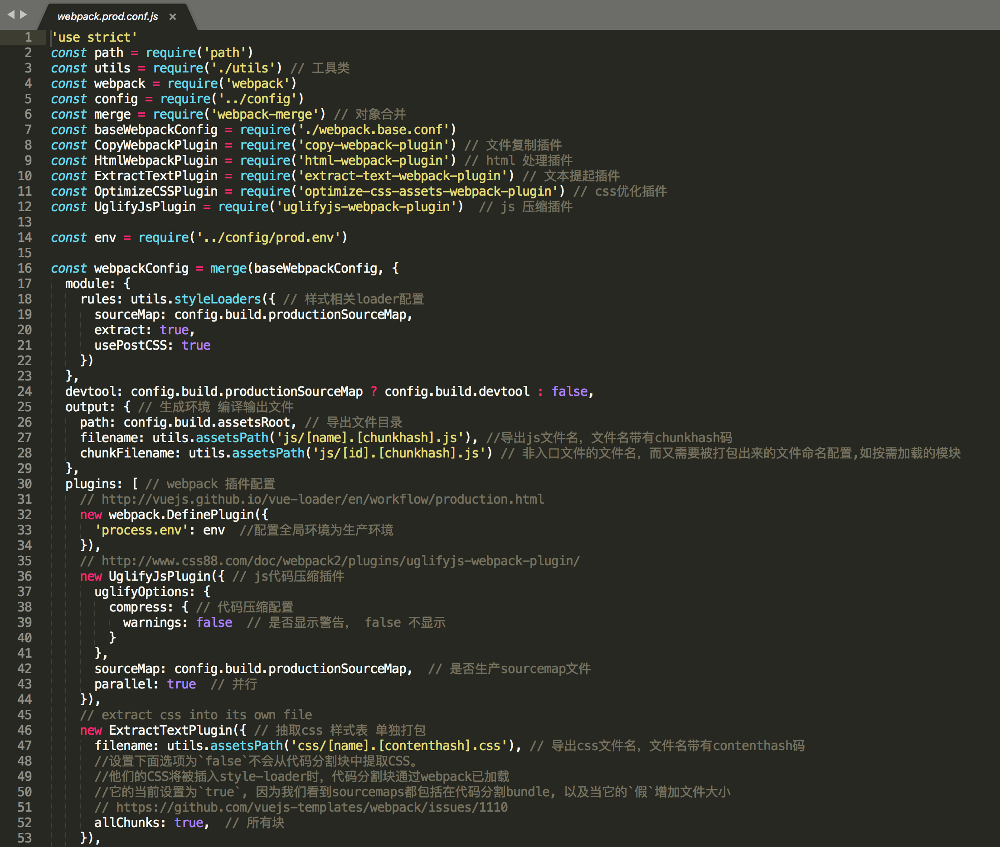 webpack.prod.conf.js ×
1 'use strict'
2 const path = require('path')
3 const utils = require('./utils') // 工具类
4 const webpack = require('webpack')
5 const config = require('../config')
6 const merge = require('webpack-merge') // 对象合并
7 const baseWebpackConfig = require('./webpack.base.conf')
8 const CopyWebpackPlugin = require('copy-webpack-plugin') // 文件复制插件
9 const HtmlWebpackPlugin = require('html-webpack-plugin') // html 处理插件
10 const ExtractTextPlugin = require('extract-text-webpack-plugin') // 文本提起插件
11 const OptimizeCSSPlugin = require('optimize-css-assets-webpack-plugin') // css优化插件
12 const UglifyJsPlugin = require('uglifyjs-webpack-plugin')  // js 压缩插件
13
14 const env = require('../config/prod.env')
15
16 const webpackConfig = merge(baseWebpackConfig, {
17   module: {
18     rules: utils.styleLoaders({ // 样式相关loader配置
19       sourceMap: config.build.productionSourceMap,
20       extract: true,
21       usePostCSS: true
22     })
23   },
24   devtool: config.build.productionSourceMap ? config.build.devtool : false,
25   output: { // 生成环境 编译输出文件
26     path: config.build.assetsRoot, // 导出文件目录
27     filename: utils.assetsPath('js/[name].[chunkhash].js'), //导出js文件名，文件名带有chunkhash码
28     chunkFilename: utils.assetsPath('js/[id].[chunkhash].js') // 非入口文件的文件名，而又需要被打包出来的文件命名配置,如按需加载的模块
29   },
30   plugins: [ // webpack 插件配置
31     // http://vuejs.github.io/vue-loader/en/workflow/production.html
32     new webpack.DefinePlugin({
33       'process.env': env  //配置全局环境为生产环境
34     }),
35     // http://www.css88.com/doc/webpack2/plugins/uglifyjs-webpack-plugin/
36     new UglifyJsPlugin({ // js代码压缩插件
37       uglifyOptions: {
38         compress: { // 代码压缩配置
39           warnings: false  // 是否显示警告， false 不显示
40         }
41       },
42       sourceMap: config.build.productionSourceMap,  // 是否生产sourcemap文件
43       parallel: true  // 并行
44     }),
45     // extract css into its own file
46     new ExtractTextPlugin({ // 抽取css 样式表 单独打包
47       filename: utils.assetsPath('css/[name].[contenthash].css'), // 导出css文件名，文件名带有contenthash码
48       //设置下面选项为`false`不会从代码分割块中提取CSS。
49       //他们的CSS将被插入style-loader时，代码分割块通过webpack已加载
50       //它的当前设置为`true`，因为我们看到sourcemaps都包括在代码分割bundle，以及当它的`假`增加文件大小
51       // https://github.com/vuejs-templates/webpack/issues/1110
52       allChunks: true,  // 所有块
53     }),